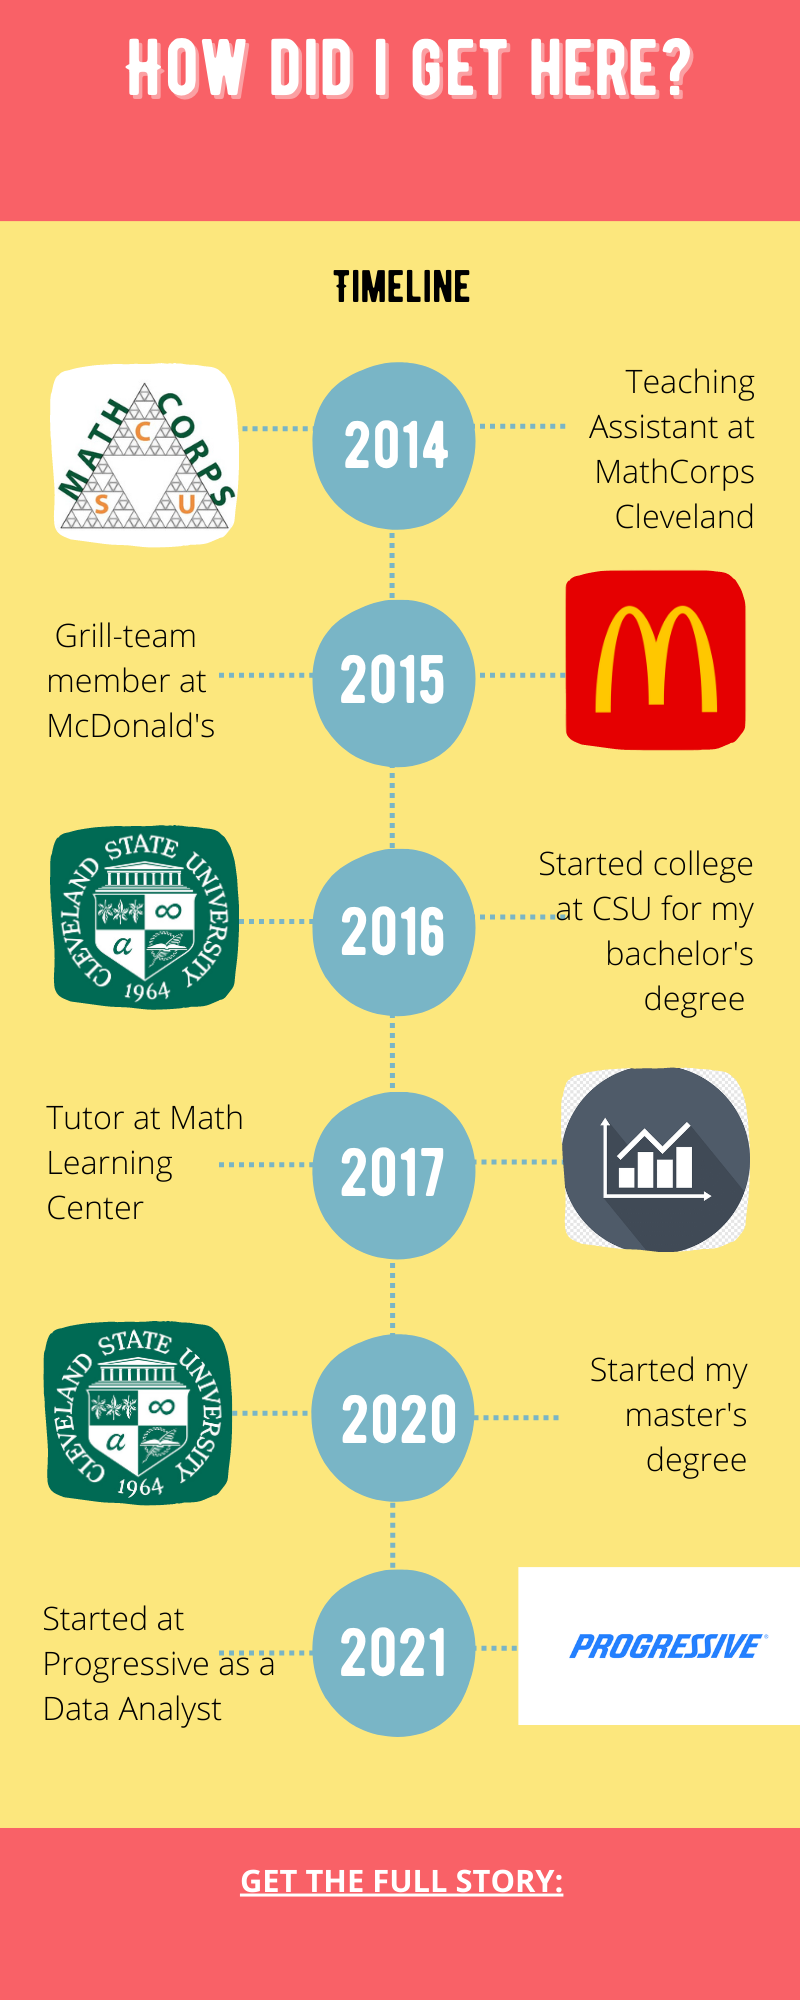 HOW DID I GET HERE?
TIMELINE
MATH CORPS
C
S U
2014
Teaching
Assistant at
MathCorps
Cleveland
Grill-team
member at
McDonald's
2015
CLEVELAND STATE UNIVERSITY
∞
a
1964
2016
Started college
at CSU for my
bachelor's
degree
Tutor at Math
Learning
Center
2017
CLEVELAND STATE UNIVERSITY
∞
a
1964
2020
Started my
master's
degree
Started at
Progressive as a
Data Analyst
2021
PROGRESSIVE®
GET THE FULL STORY: